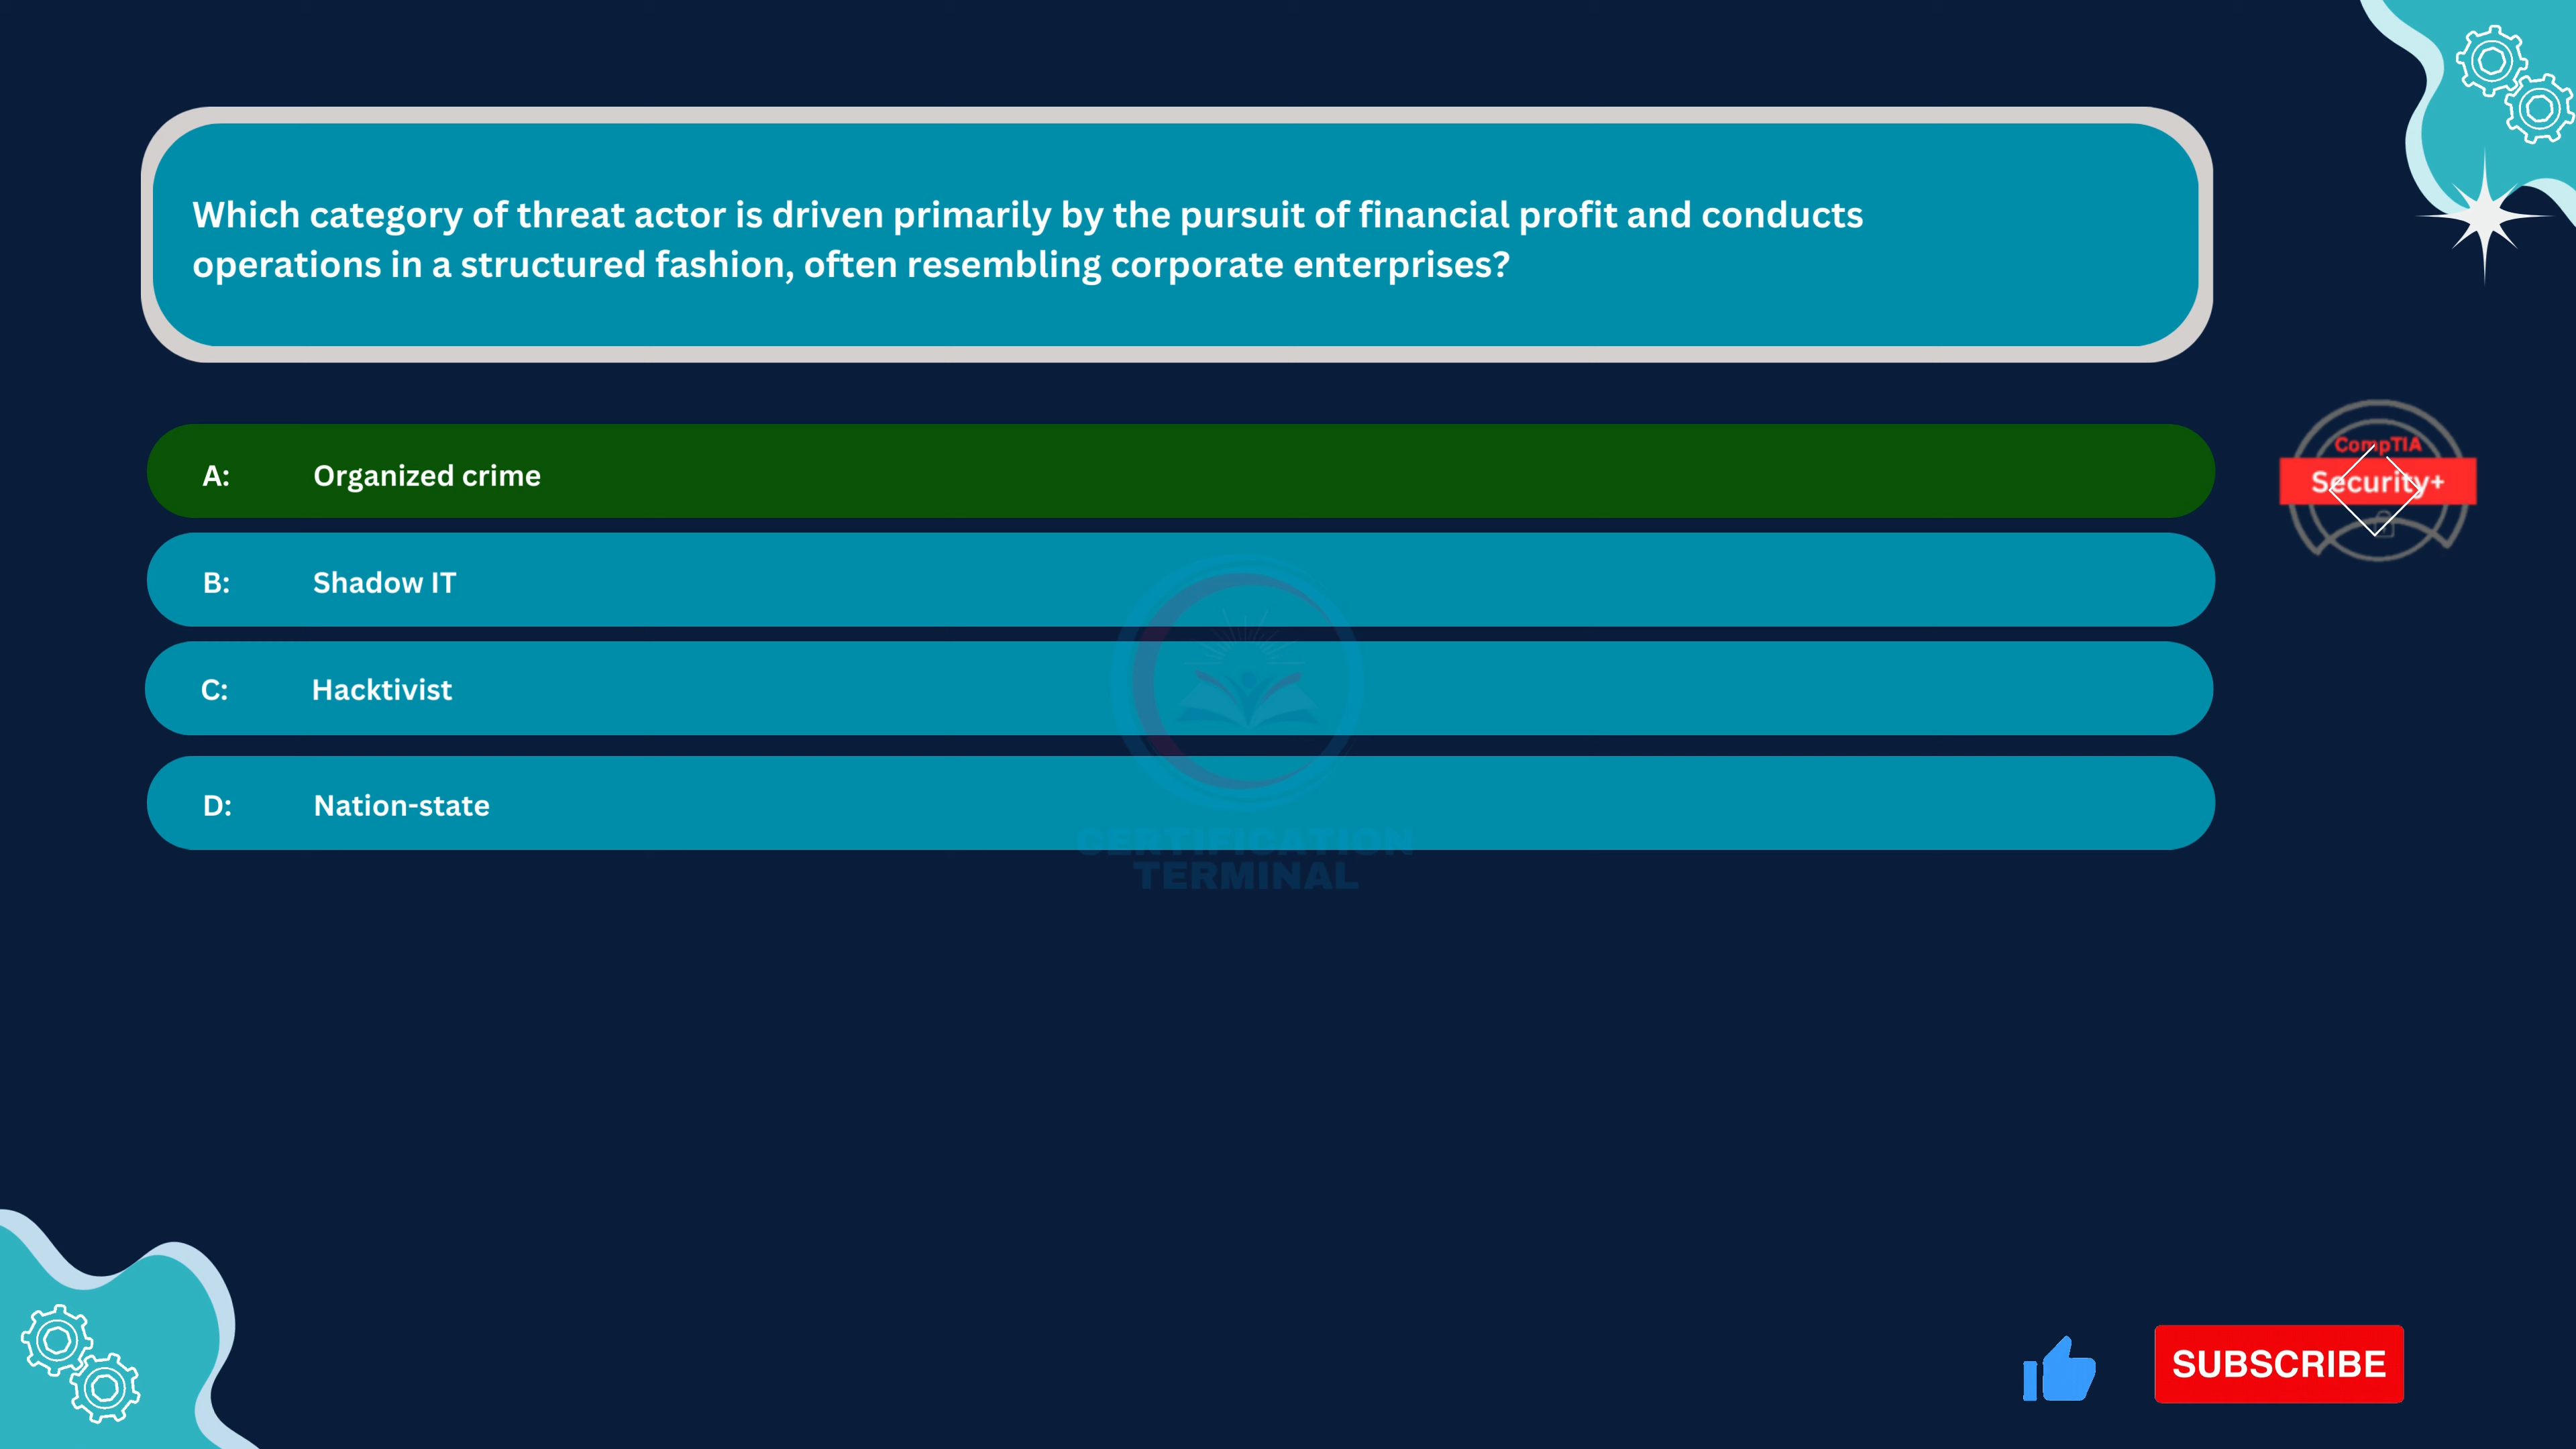 Which category of threat actor is driven primarily by the pursuit of financial profit and conducts
operations in a structured fashion, often resembling corporate enterprises?
A: Organized crime
CompTIA
Security+
B: Shadow IT
C: Hacktivist
D: Nation-state
CERTIFICATION
TERMINAL
SUBSCRIBE